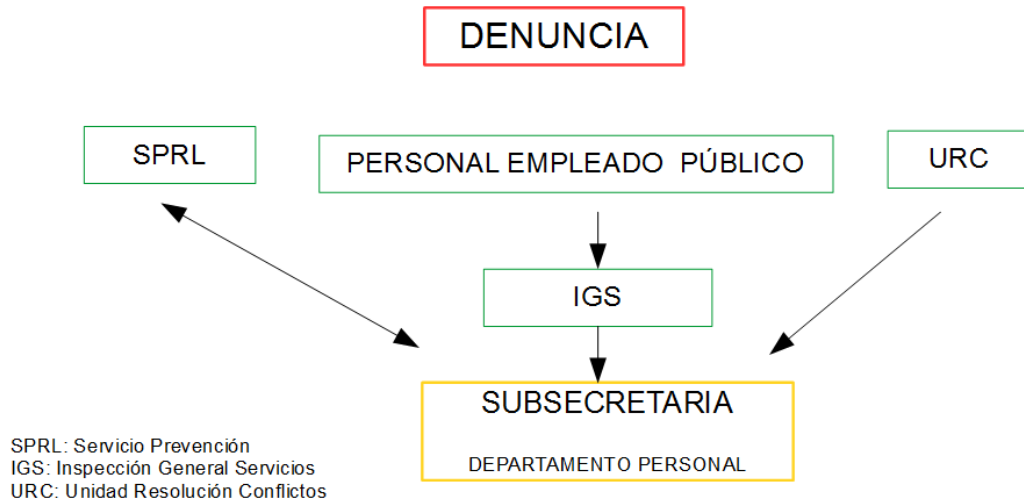 DENUNCIA
SPRL
PERSONAL EMPLEADO PÚBLICO
URC
IGS
SUBSECRETARIA
DEPARTAMENTO PERSONAL
SPRL: Servicio Prevención
IGS: Inspección General Servicios
URC: Unidad Resolución Conflictos